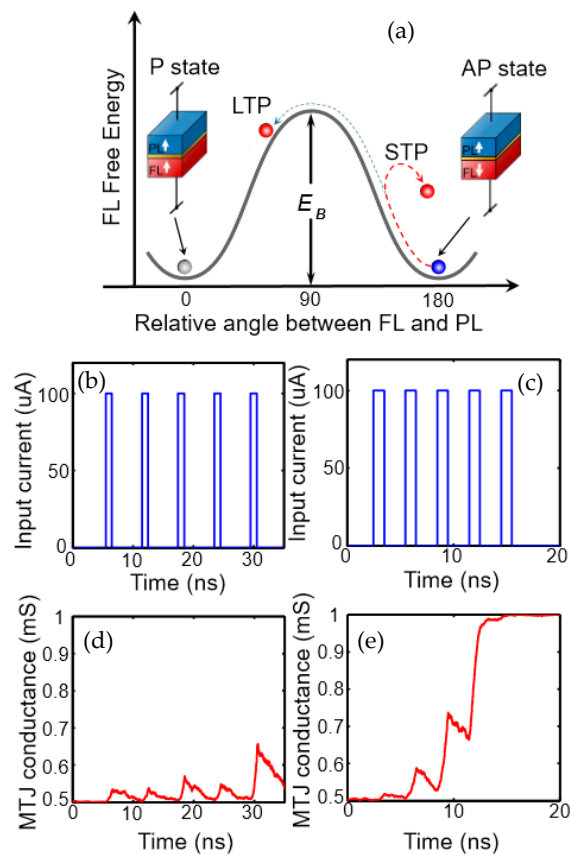 (a)
P state
AP state
LTP
STP
PL
FL
PL
FL
E_B
FL Free Energy
0
90
180
Relative angle between FL and PL
(b)
100
50
0
Input current (uA)
0
10
20
30
Time (ns)
(c)
100
50
0
Input current (uA)
0
10
20
Time (ns)
(d)
1
0.9
0.8
0.7
0.6
0.5
MTJ conductance (mS)
0
10
20
30
Time (ns)
(e)
1
0.9
0.8
0.7
0.6
0.5
MTJ conductance (mS)
0
10
20
Time (ns)